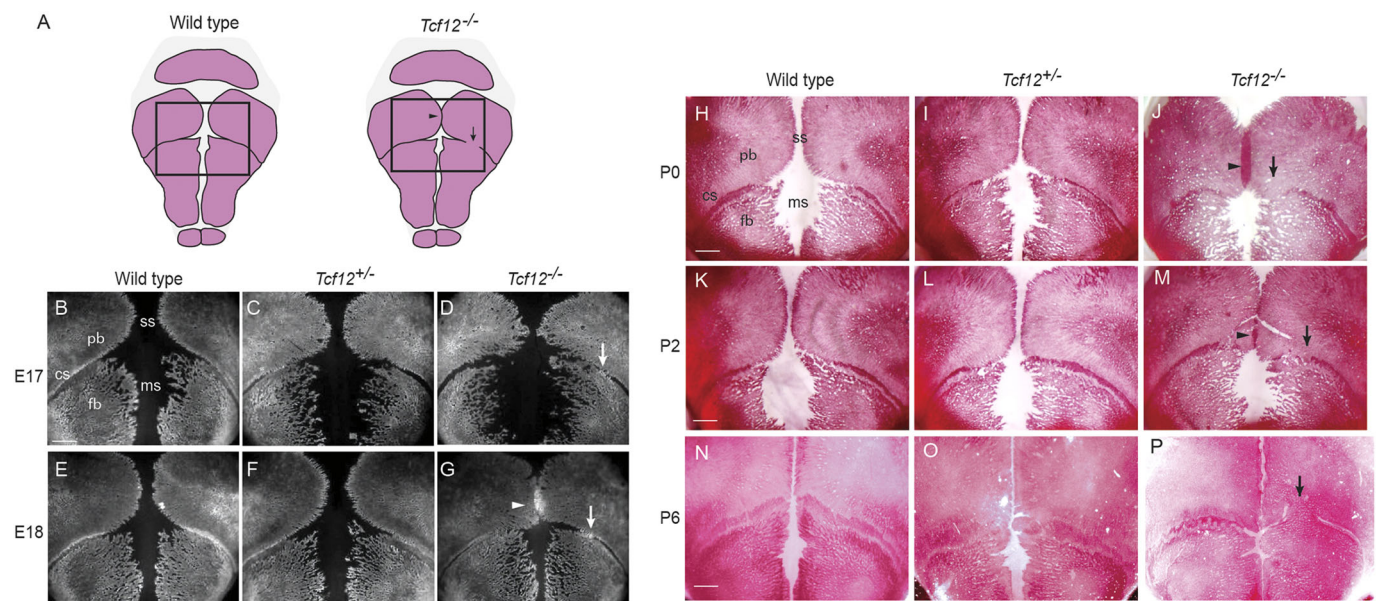 A
Wild type
Tcf12-/-
Wild type
Tcf12+/-
Tcf12-/-
E17
B
pb
ss
cs
ms
fb
C
D
E18
E
F
G
Wild type
Tcf12+/-
Tcf12-/-
P0
H
ss
pb
cs
ms
fb
I
J
P2
K
L
M
P6
N
O
P